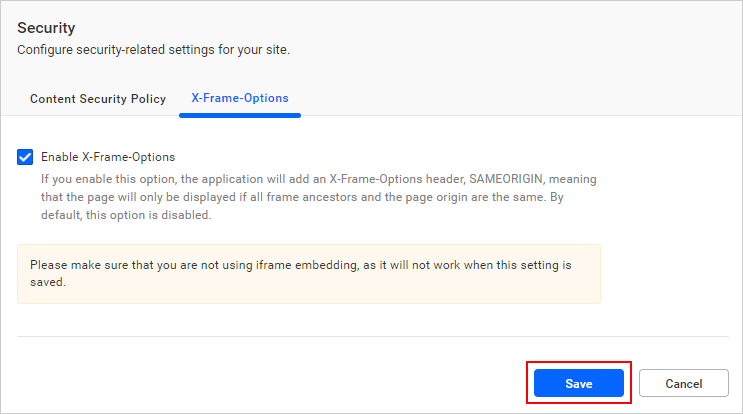 Security
Configure security-related settings for your site.
Content Security Policy X-Frame-Options
Enable X-Frame-Options
If you enable this option, the application will add an X-Frame-Options header, SAMEORIGIN, meaning
that the page will only be displayed if all frame ancestors and the page origin are the same. By
default, this option is disabled.
Please make sure that you are not using iframe embedding, as it will not work when this setting is
saved.
Save Cancel